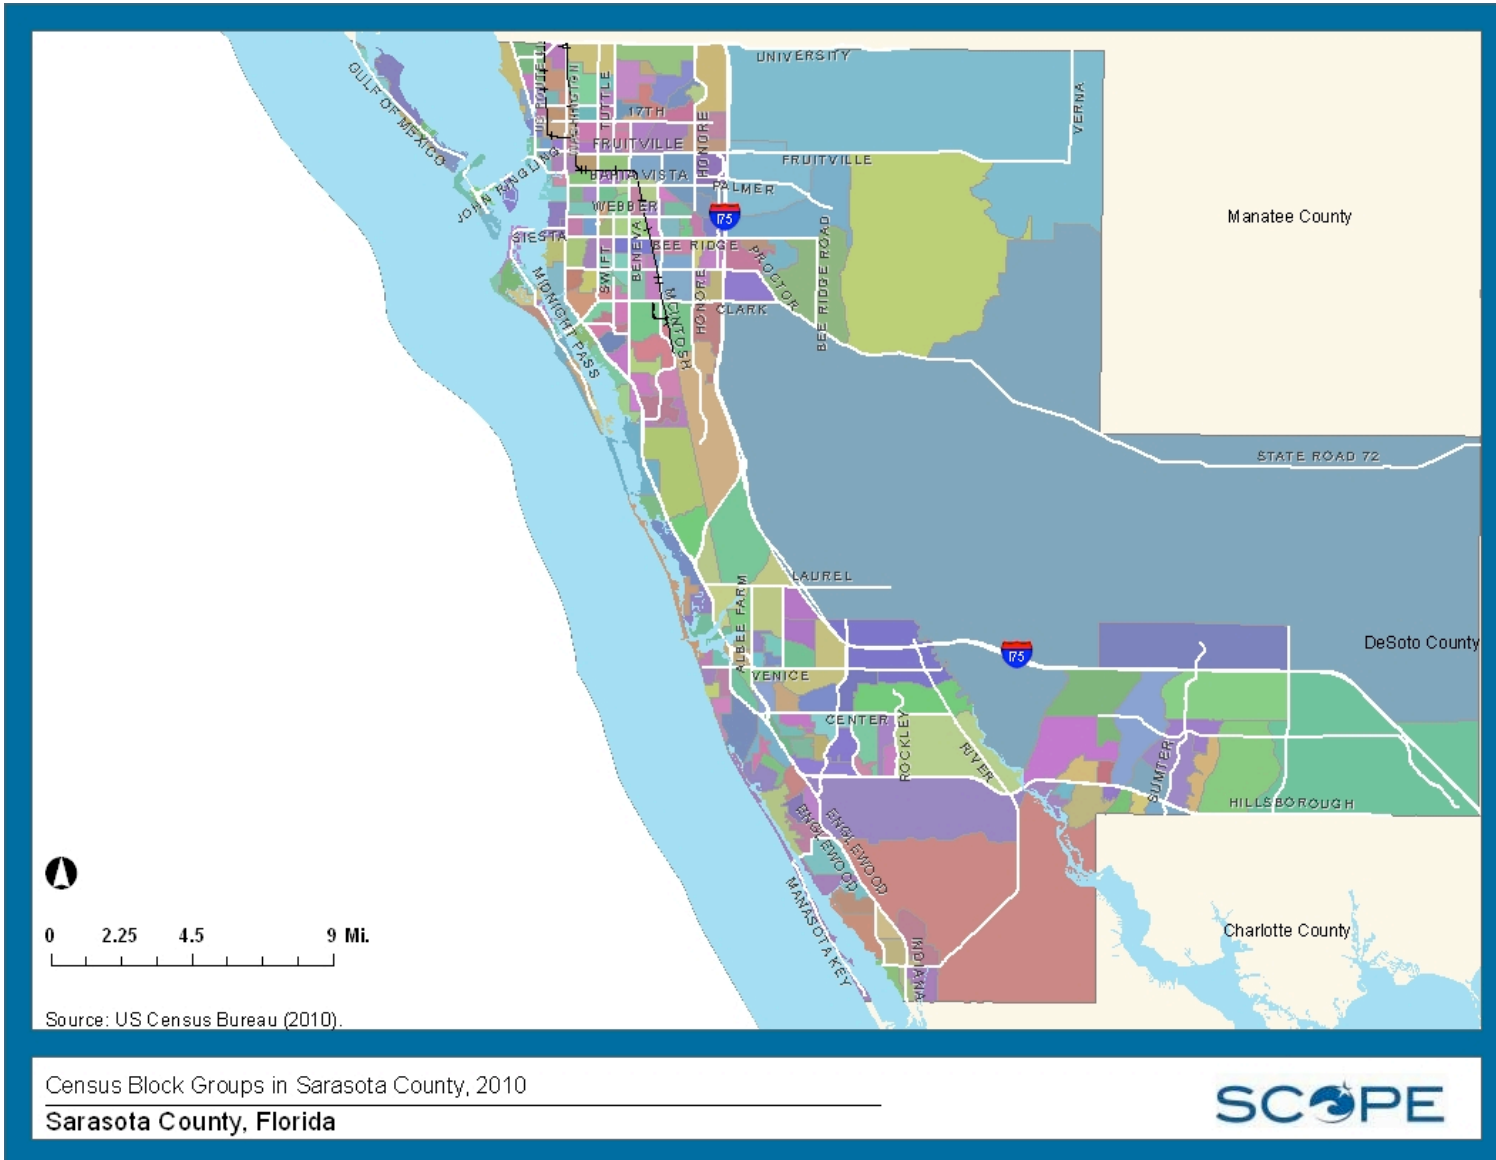 UNIVERSITY
GULF OF MEXICO
WASHINGTON
TUTTLE
VERNA
17TH
HONORE
FRUITVILLE
FRUITVILLE
JOHN RINGLING
BAHIA VISTA
PALMER
WEBBER
I75
Manatee County
SIESTA
BEE RIDGE
SWIFT
BENEVA
PROCTOR
BEE RIDGE ROAD
MIDNIGHT PASS
MCINTOSH
HONORE
CLARK
STATE ROAD 72
LAUREL
ALBEE FARM
I75
DeSoto County
VENICE
CENTER
ROCKLEY
RIVER
SUMTER
HILLSBOROUGH
ENGLEWOOD
ENGLEWOOD
MANASOTA KEY
INDIANA
Charlotte County
0 2.25 4.5 9 Mi.
Source: US Census Bureau (2010).
Census Block Groups in Sarasota County, 2010
Sarasota County, Florida
SCOPE